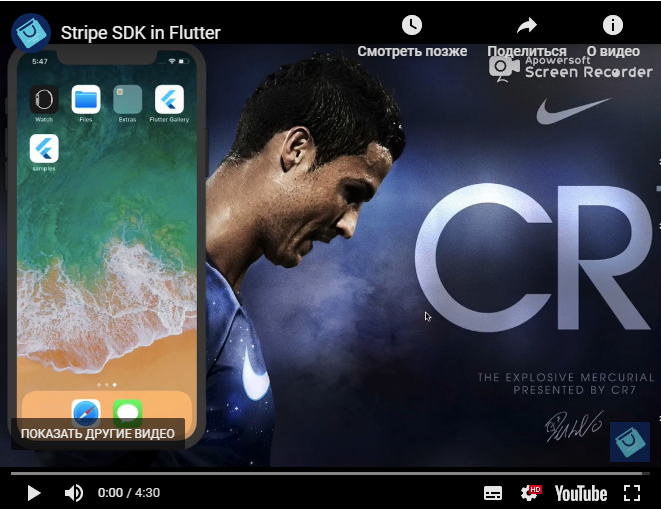 Stripe SDK in Flutter
Смотреть позже
Поделиться
О видео
Apowersoft
Screen Recorder
5:47
Watch
Files
Extras
Flutter Gallery
samples
CR7
THE EXPLOSIVE MERCURIAL
PRESENTED BY CR7
ПОКАЗАТЬ ДРУГИЕ ВИДЕО
0:00 / 4:30
HD
YouTube